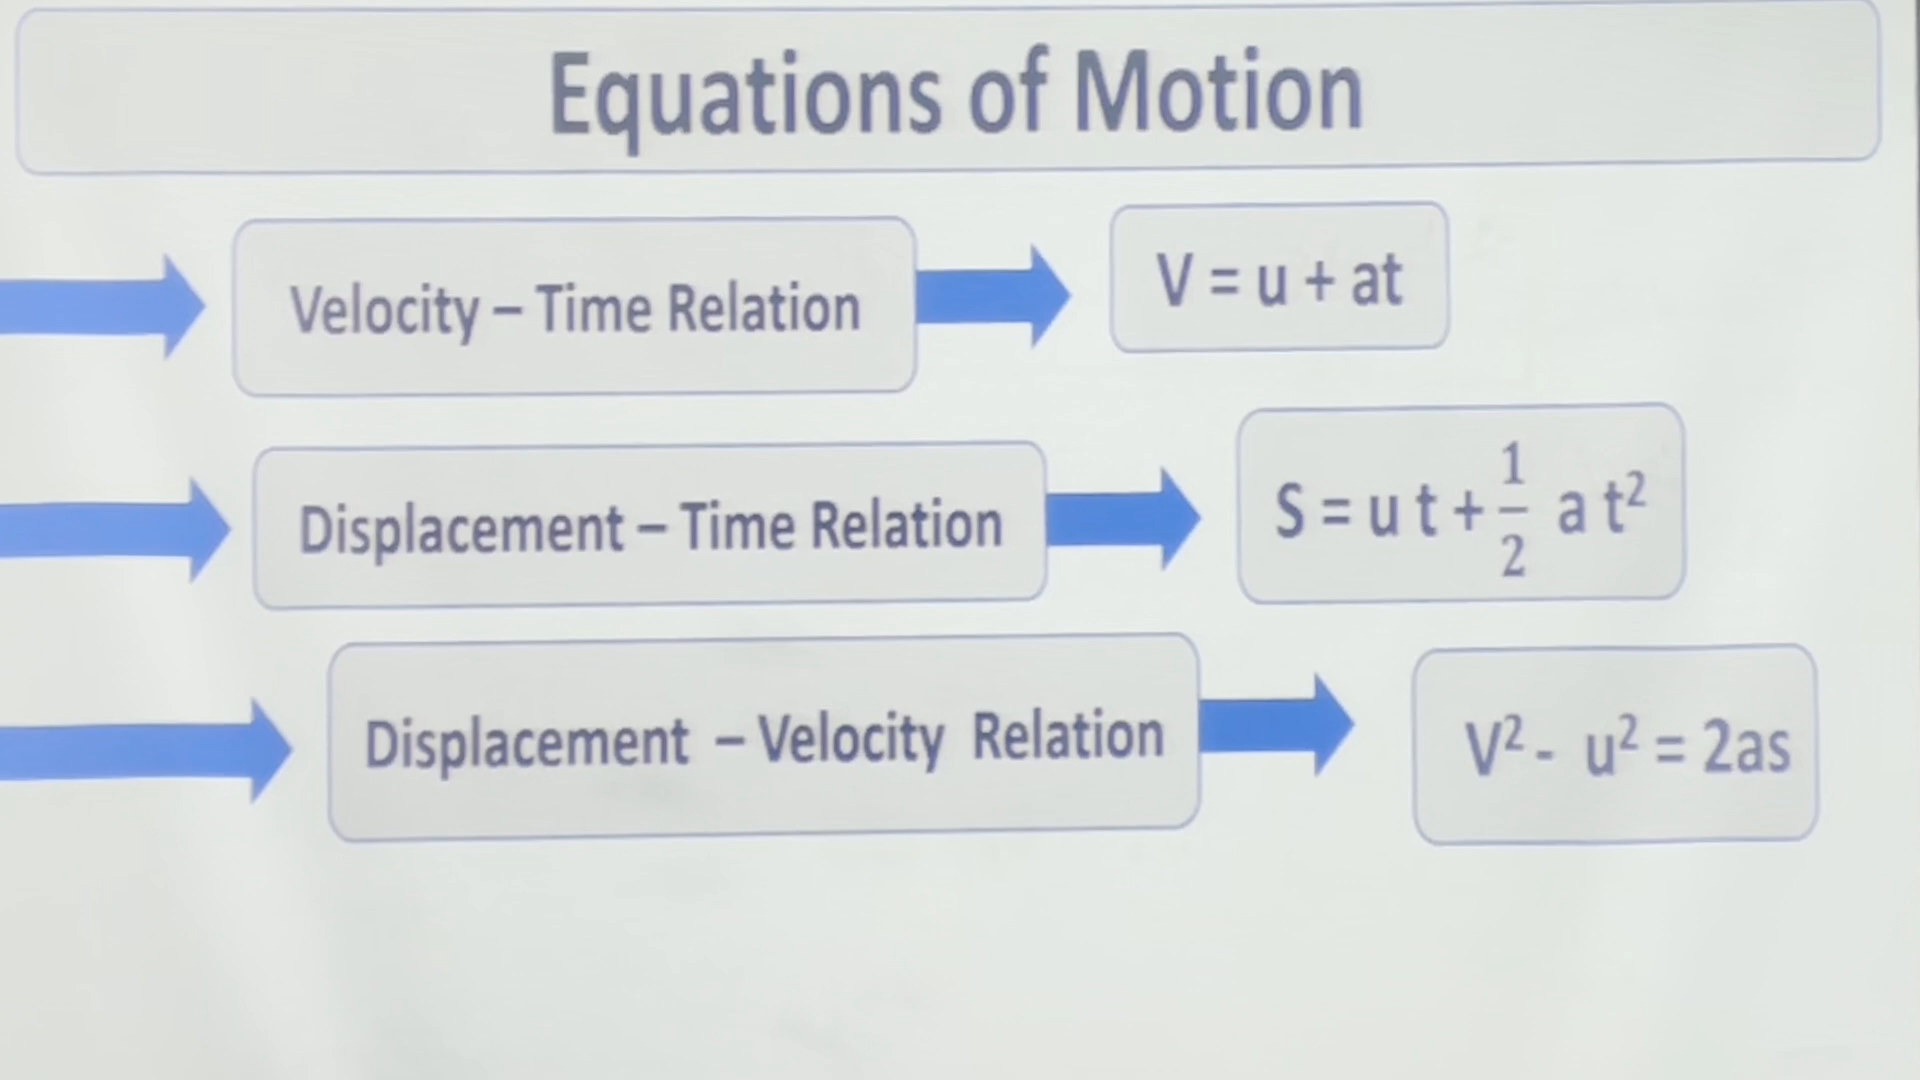 Equations of Motion
Velocity – Time Relation
V = u + at
Displacement – Time Relation
S = u t + 1/2 a t²
Displacement – Velocity Relation
V² - u² = 2as